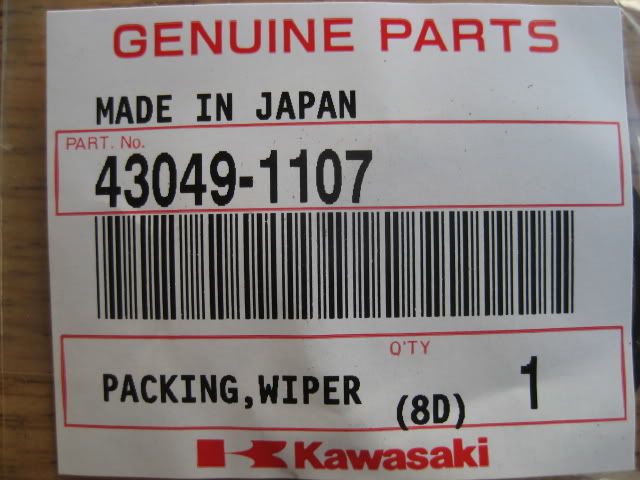 GENUINE PARTS
MADE IN JAPAN
PART. No.
43049-1107
Q'TY
PACKING,WIPER (8D) 1
Kawasaki